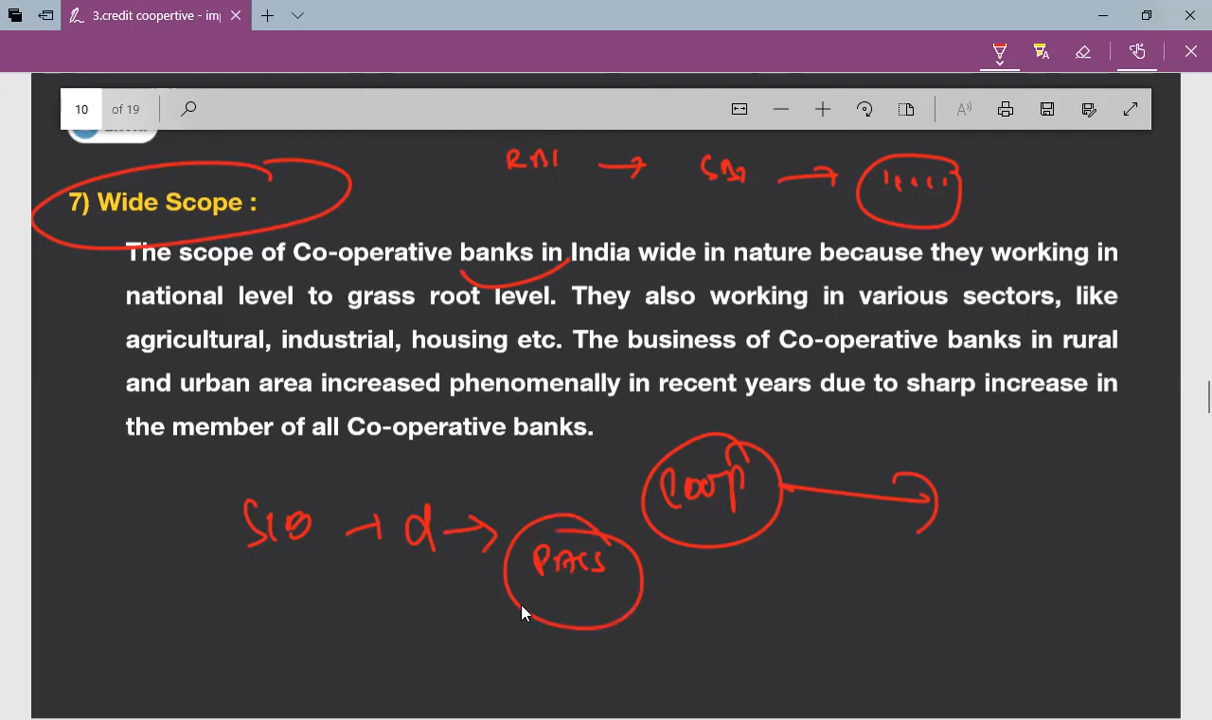 3.credit coopertive - im
10 of 19
RBI → SBI →
7) Wide Scope :
The scope of Co-operative banks in India wide in nature because they working in
national level to grass root level. They also working in various sectors, like
agricultural, industrial, housing etc. The business of Co-operative banks in rural
and urban area increased phenomenally in recent years due to sharp increase in
the member of all Co-operative banks.
Coop
→ d → PACS